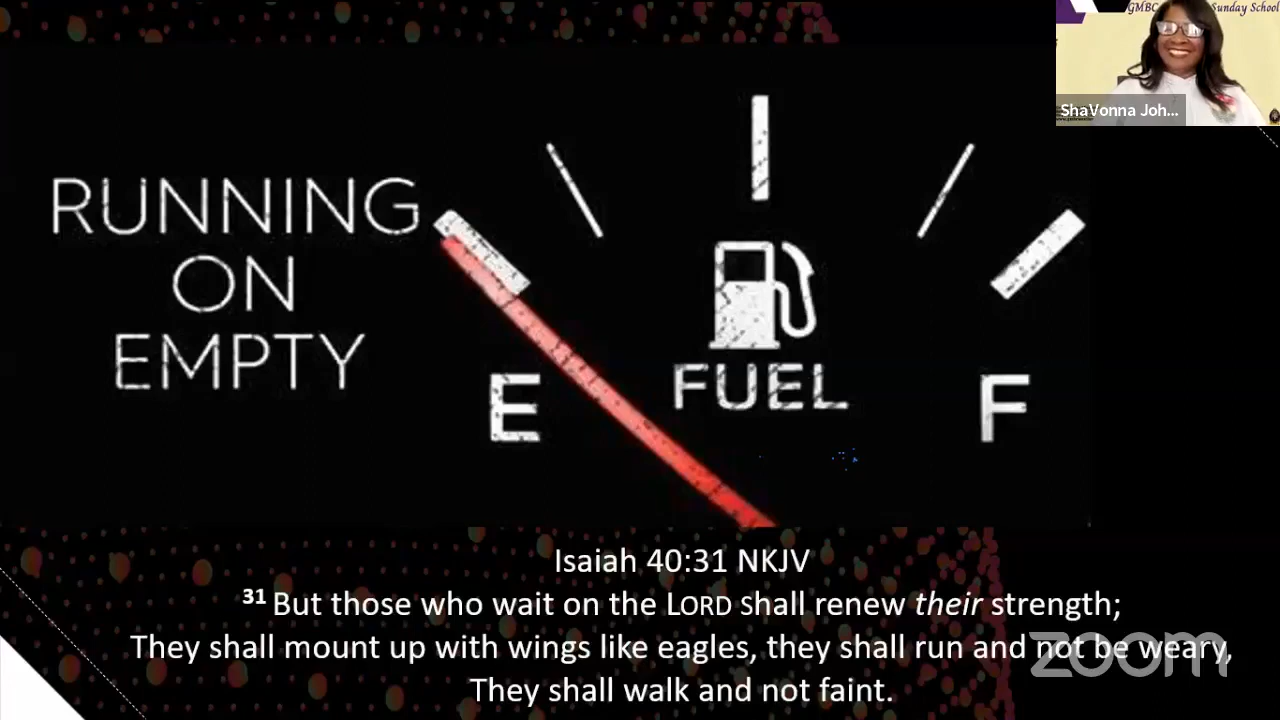 GMBC Sunday School
ShaVonna Joh...
RUNNING
ON
EMPTY
E
FUEL
F
Isaiah 40:31 NKJV
31 But those who wait on the LORD shall renew their strength;
They shall mount up with wings like eagles, they shall run and not be weary,
They shall walk and not faint.
zoom